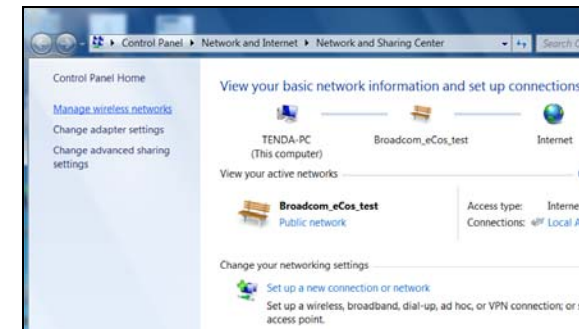 Control Panel ▸ Network and Internet ▸ Network and Sharing Center
Search
Control Panel Home
Manage wireless networks
Change adapter settings
Change advanced sharing
settings
View your basic network information and set up connections
TENDA-PC
(This computer)
Broadcom_eCos_test
Internet
View your active networks
Broadcom_eCos_test
Public network
Access type: Interne
Connections: Local A
Change your networking settings
Set up a new connection or network
Set up a wireless, broadband, dial-up, ad hoc, or VPN connection; or
access point.